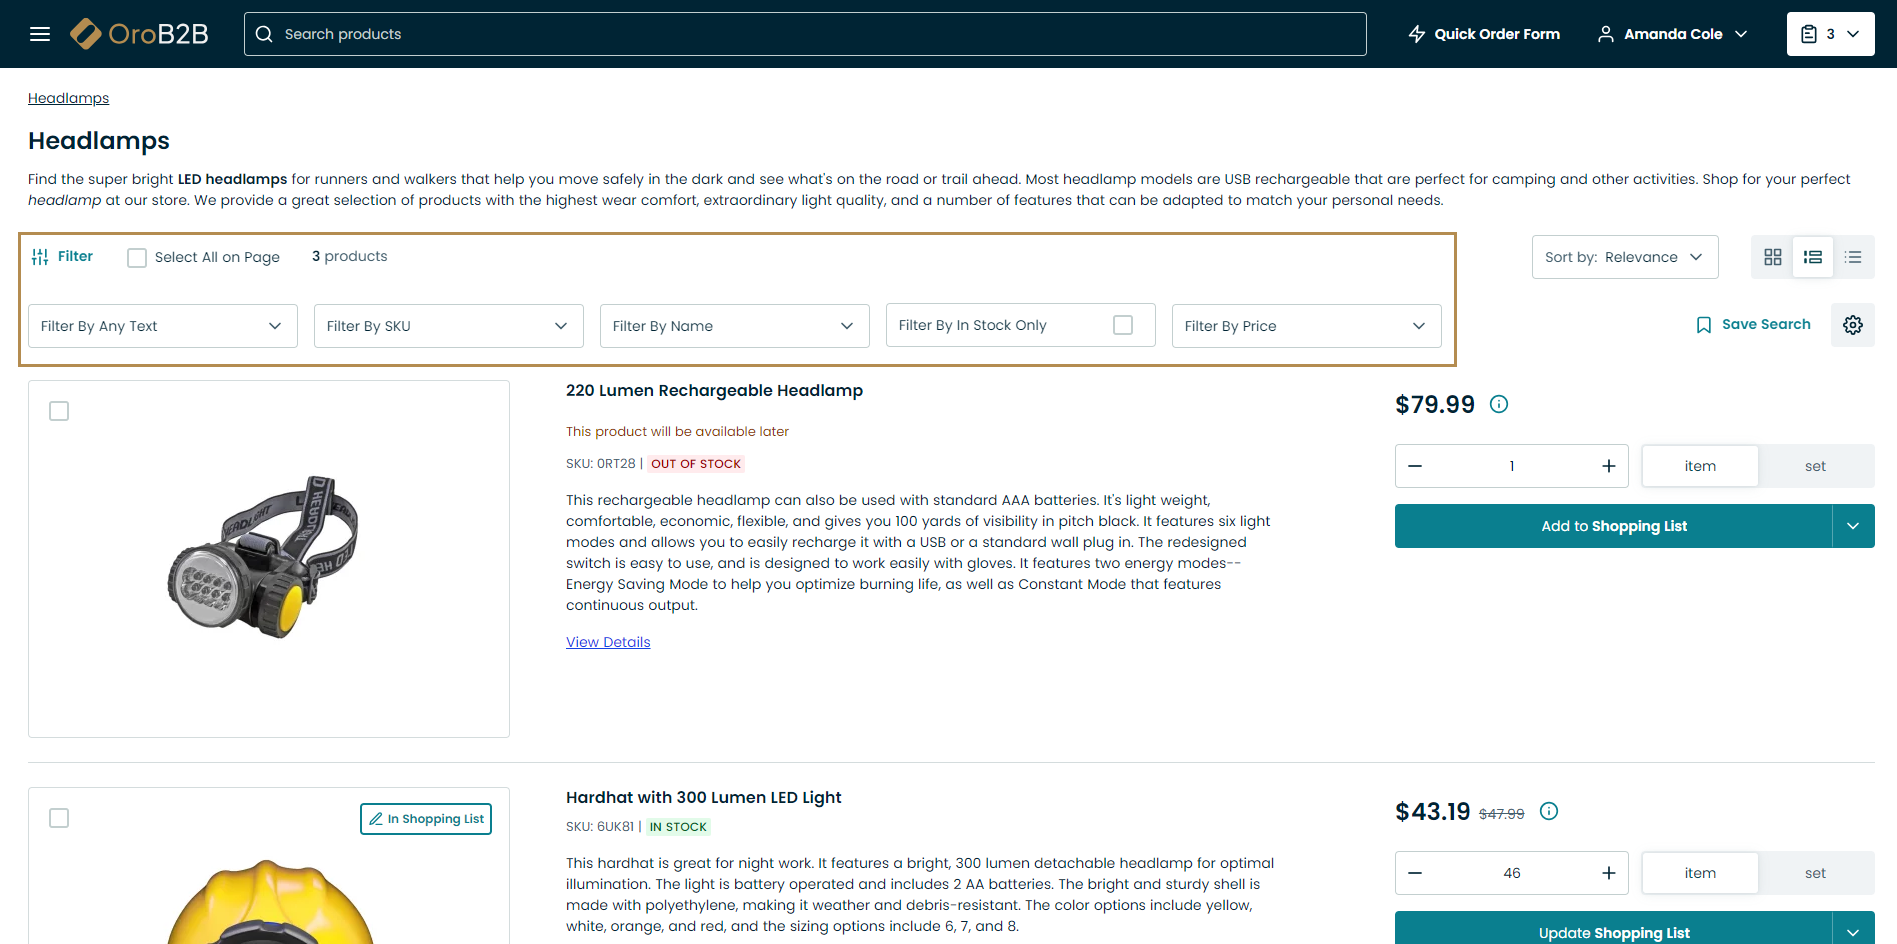 OroB2B
Search products
Quick Order Form
Amanda Cole
3
Headlamps
Headlamps
Find the super bright LED headlamps for runners and walkers that help you move safely in the dark and see what's on the road or trail ahead. Most headlamp models are USB rechargeable that are perfect for camping and other activities. Shop for your perfect
headlamp at our store. We provide a great selection of products with the highest wear comfort, extraordinary light quality, and a number of features that can be adapted to match your personal needs.
Filter
Select All on Page
3 products
Sort by: Relevance
Filter By Any Text
Filter By SKU
Filter By Name
Filter By In Stock Only
Filter By Price
Save Search
220 Lumen Rechargeable Headlamp
This product will be available later
SKU: 0RT28 | OUT OF STOCK
This rechargeable headlamp can also be used with standard AAA batteries. It's light weight,
comfortable, economic, flexible, and gives you 100 yards of visibility in pitch black. It features six light
modes and allows you to easily recharge it with a USB or a standard wall plug in. The redesigned
switch is easy to use, and is designed to work easily with gloves. It features two energy modes--
Energy Saving Mode to help you optimize burning life, as well as Constant Mode that features
continuous output.
View Details
$79.99
1
item
set
Add to Shopping List
HEADLIGHT
In Shopping List
Hardhat with 300 Lumen LED Light
SKU: 6UK81 | IN STOCK
This hardhat is great for night work. It features a bright, 300 lumen detachable headlamp for optimal
illumination. The light is battery operated and includes 2 AA batteries. The bright and sturdy shell is
made with polyethylene, making it weather and debris-resistant. The color options include yellow,
white, orange, and red, and the sizing options include 6, 7, and 8.
$43.19 $47.99
46
item
set
Update Shopping List